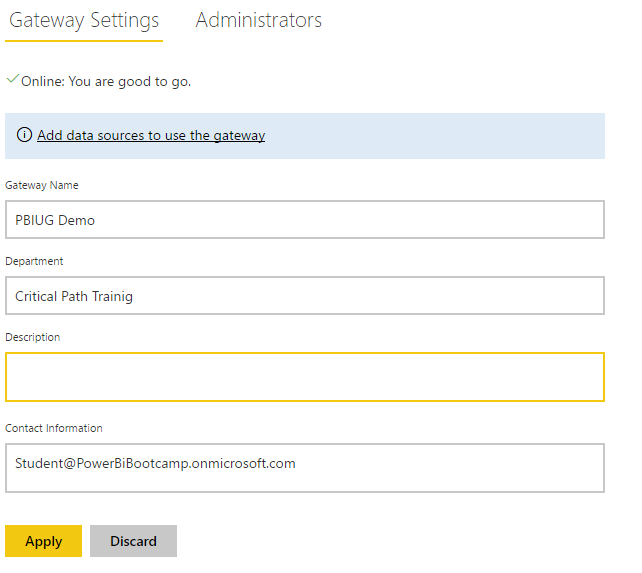 Gateway Settings Administrators
Online: You are good to go.
Add data sources to use the gateway
Gateway Name
PBIUG Demo
Department
Critical Path Trainig
Description
Contact Information
Student@PowerBiBootcamp.onmicrosoft.com
Apply Discard